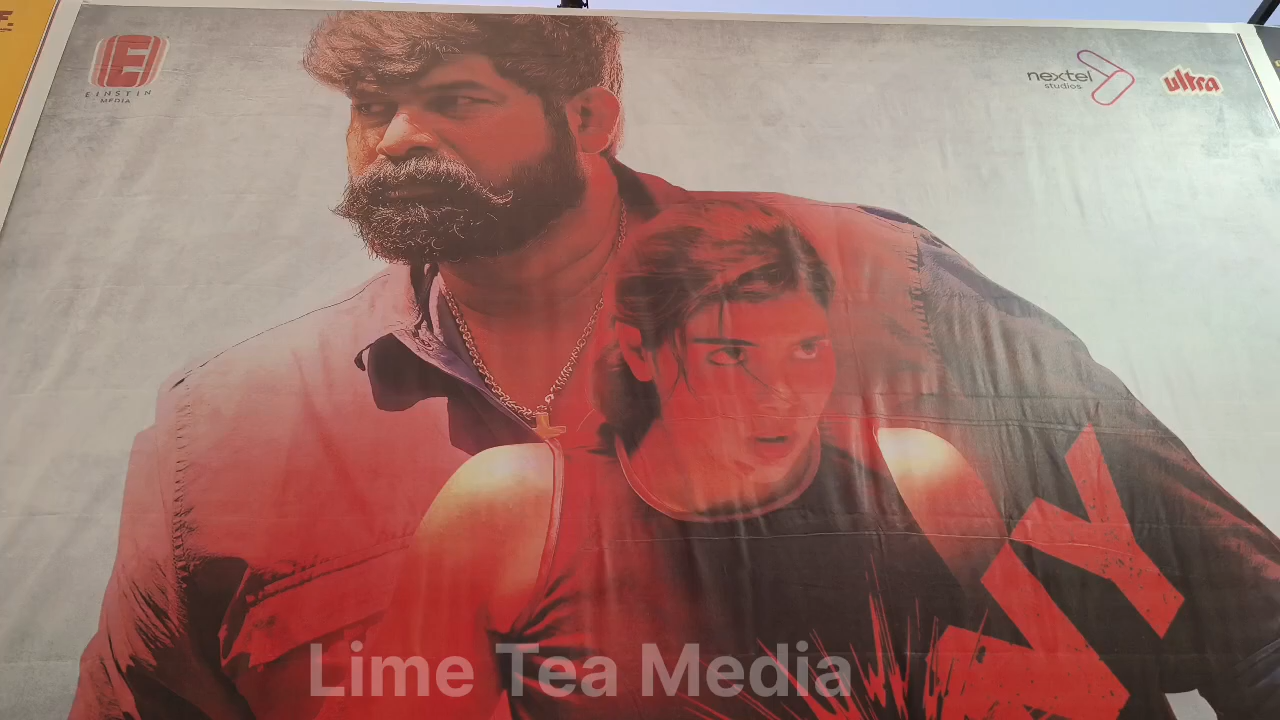 EINSTIN
MEDIA
nextel
studios
ultra
Y
Lime Tea Media